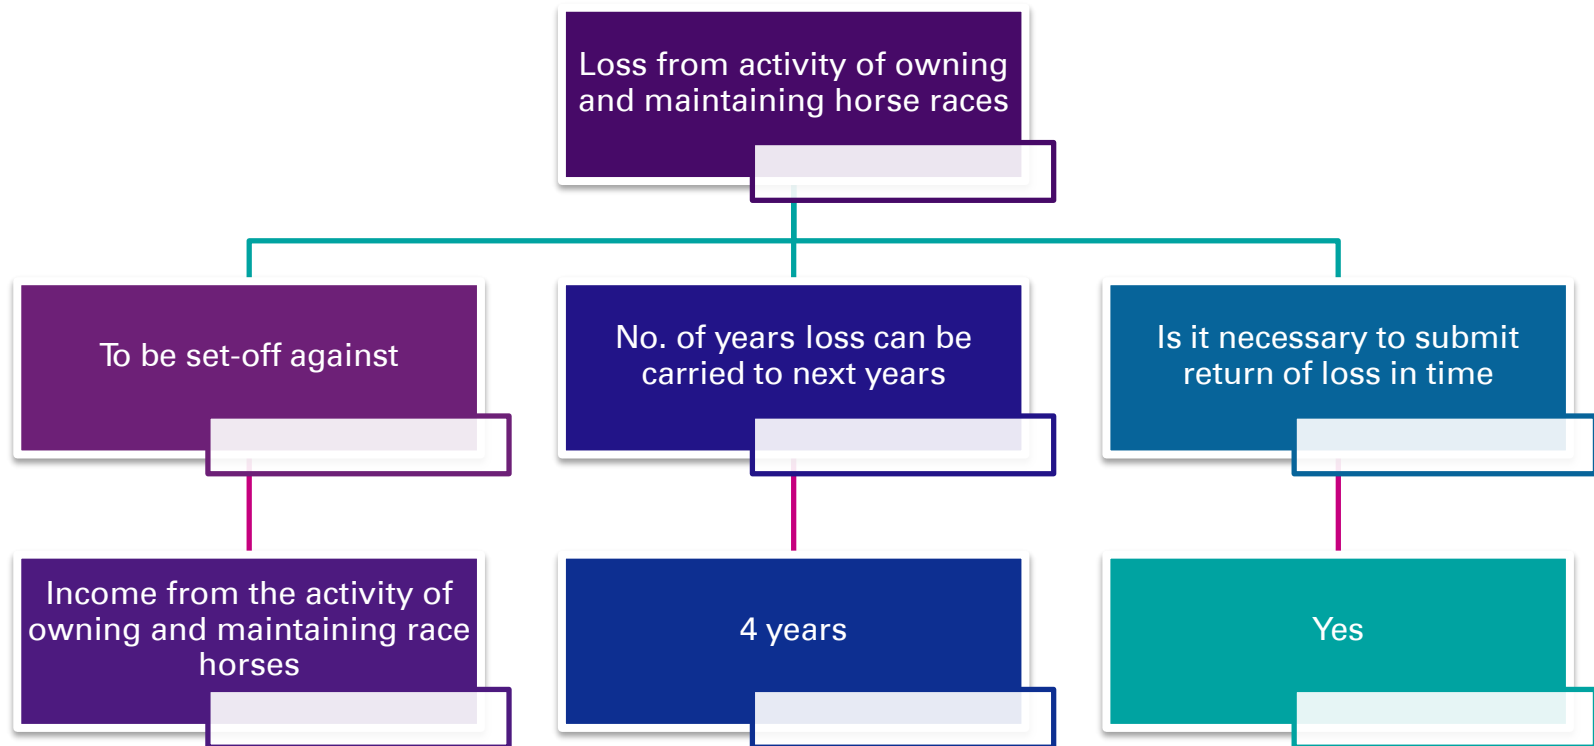 Loss from activity of owning
and maintaining horse races
To be set-off against
No. of years loss can be
carried to next years
Is it necessary to submit
return of loss in time
Income from the activity of
owning and maintaining race
horses
4 years
Yes